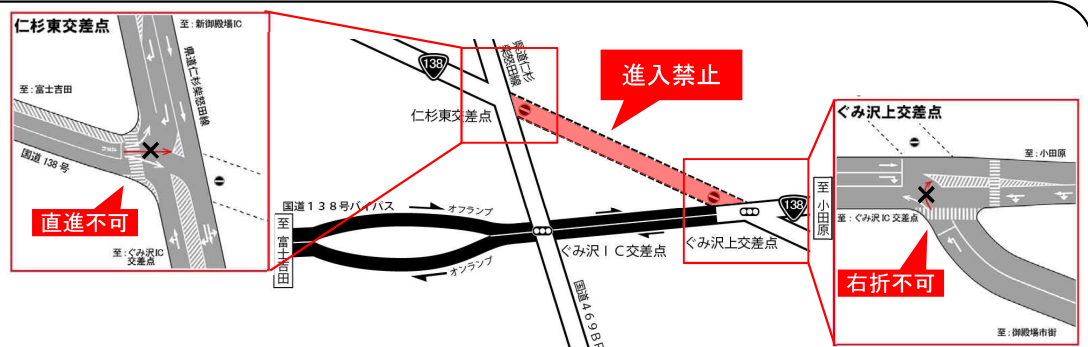 仁杉東交差点
至：新御殿場IC
県道仁杉柴怒田線
至：富士吉田
国道138号
直進不可
至：ぐみ沢IC
交差点
138
県道仁杉
柴怒田線
仁杉東交差点
進入禁止
国道１３８号バイパス
オフランプ
至 富士吉田
オンランプ
ぐみ沢ＩＣ交差点
ぐみ沢上交差点
国道４６９ＢＰ
138
至 小田原
ぐみ沢上交差点
至：小田原
至：ぐみ沢IC交差点
右折不可
至：御殿場市街